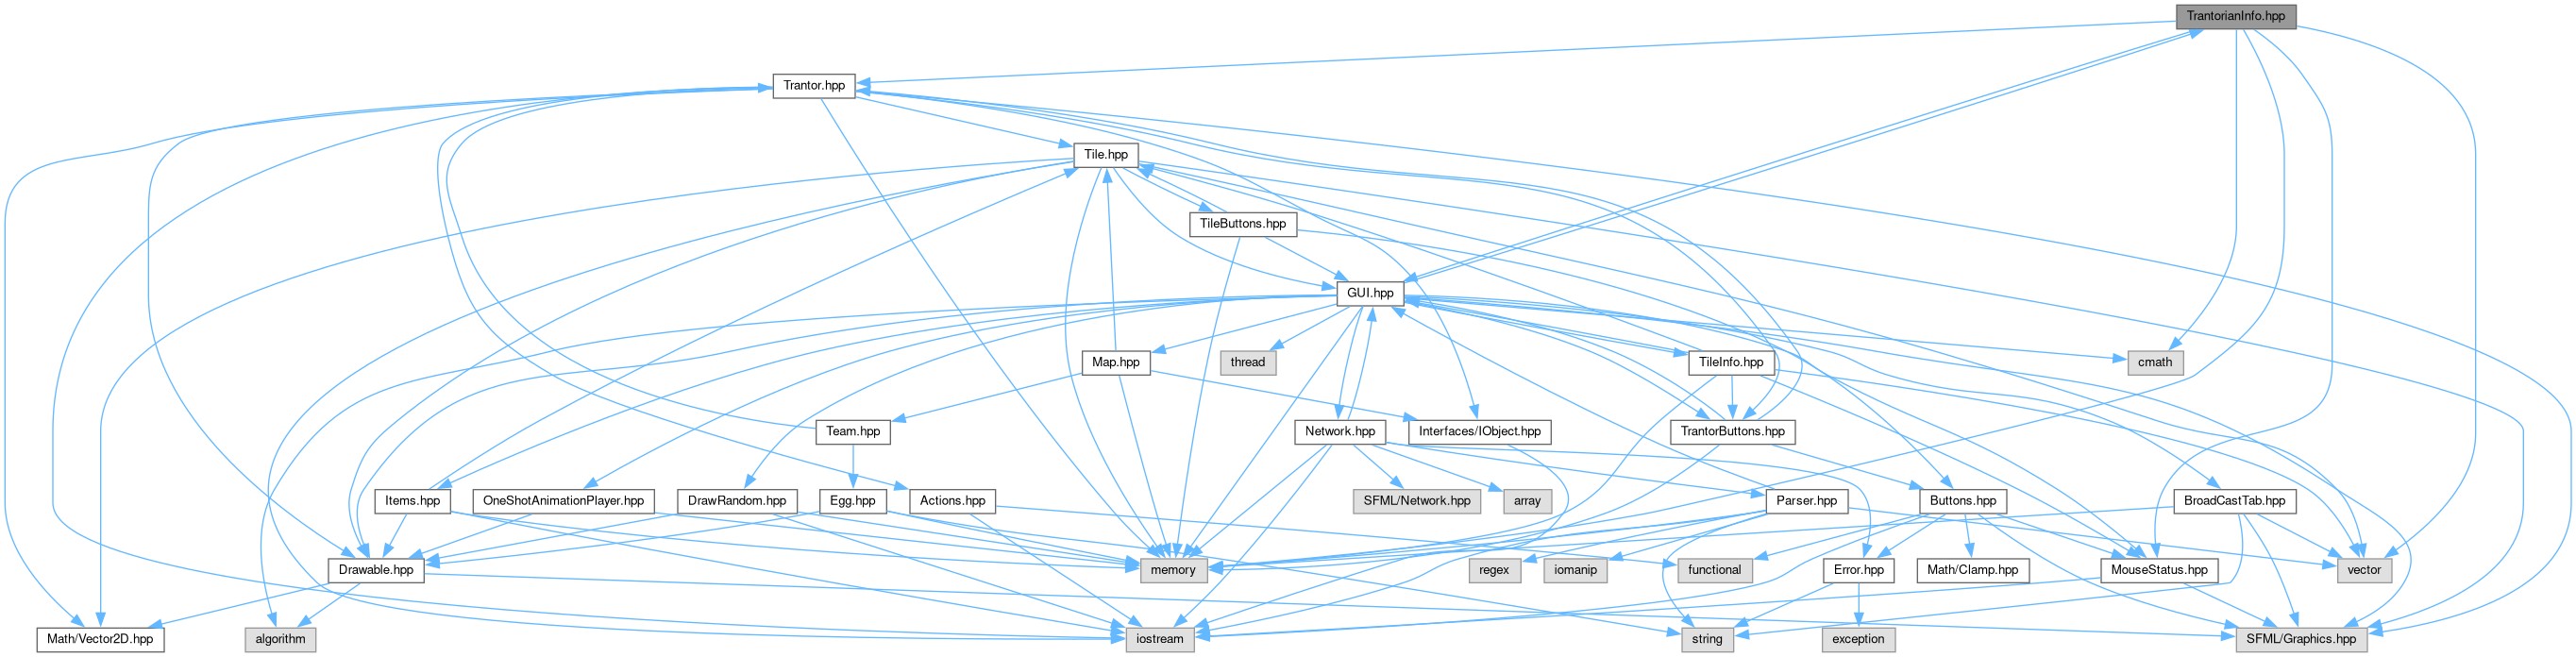 TrantorianInfo.hpp
Trantor.hpp
Tile.hpp
TileButtons.hpp
GUI.hpp
Map.hpp
thread
TileInfo.hpp
cmath
Team.hpp
Network.hpp
Interfaces/IObject.hpp
TrantorButtons.hpp
Items.hpp
OneShotAnimationPlayer.hpp
DrawRandom.hpp
Egg.hpp
Actions.hpp
SFML/Network.hpp
array
Parser.hpp
Buttons.hpp
BroadCastTab.hpp
Drawable.hpp
memory
regex
iomanip
functional
Error.hpp
Math/Clamp.hpp
MouseStatus.hpp
vector
Math/Vector2D.hpp
algorithm
iostream
string
exception
SFML/Graphics.hpp